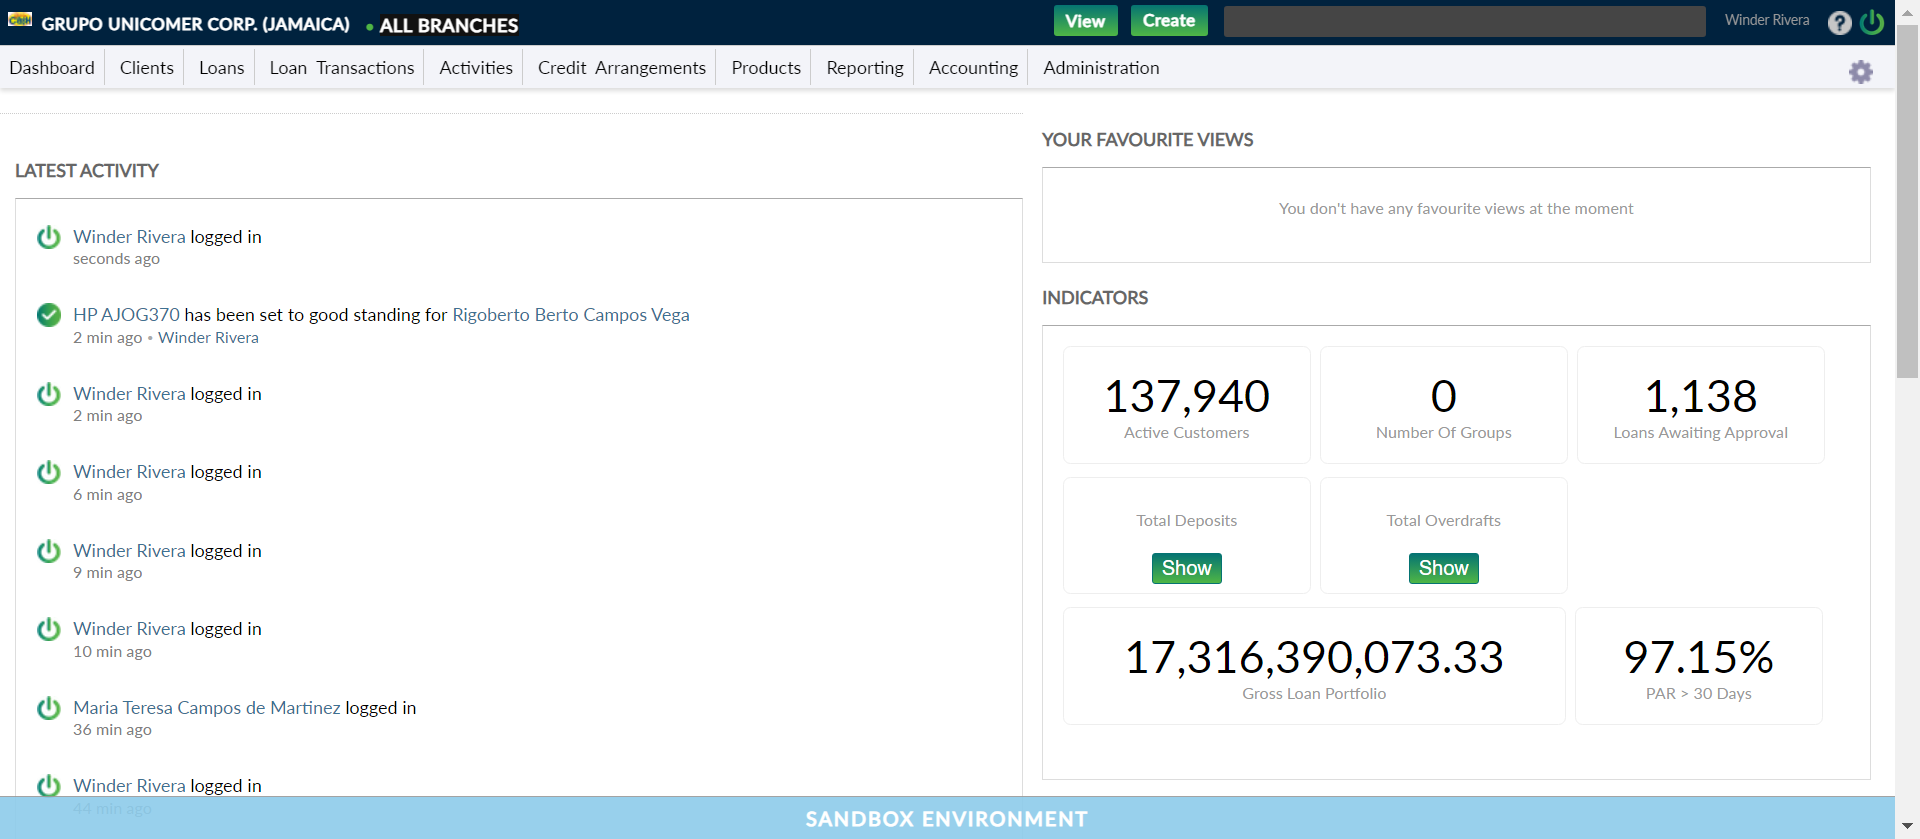 Cash
GRUPO UNICOMER CORP. (JAMAICA) • ALL BRANCHES
View
Create
Winder Rivera
?
Dashboard
Clients
Loans
Loan Transactions
Activities
Credit Arrangements
Products
Reporting
Accounting
Administration
LATEST ACTIVITY
Winder Rivera logged in
seconds ago
HP AJOG370 has been set to good standing for Rigoberto Berto Campos Vega
2 min ago • Winder Rivera
Winder Rivera logged in
2 min ago
Winder Rivera logged in
6 min ago
Winder Rivera logged in
9 min ago
Winder Rivera logged in
10 min ago
Maria Teresa Campos de Martinez logged in
36 min ago
Winder Rivera logged in
44 min ago
YOUR FAVOURITE VIEWS
You don't have any favourite views at the moment
INDICATORS
137,940
Active Customers
0
Number Of Groups
1,138
Loans Awaiting Approval
Total Deposits
Show
Total Overdrafts
Show
17,316,390,073.33
Gross Loan Portfolio
97.15%
PAR > 30 Days
SANDBOX ENVIRONMENT